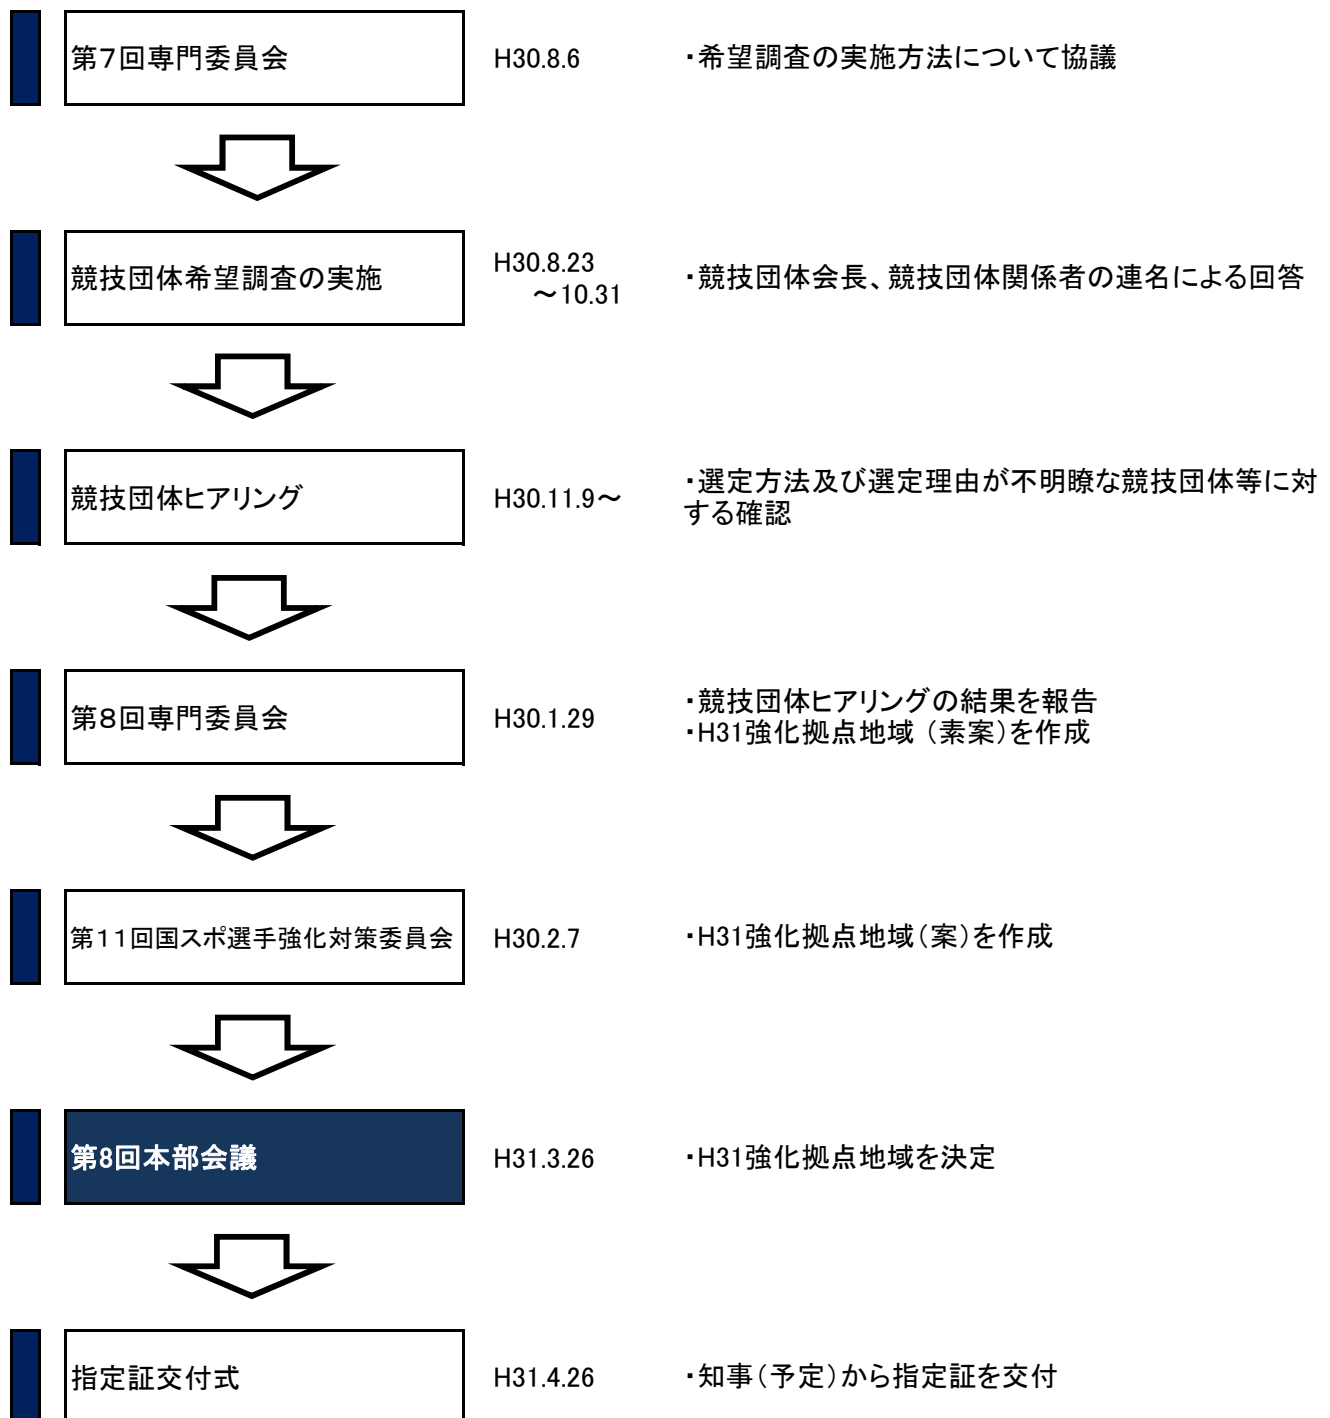 第７回専門委員会
H30.8.6
・希望調査の実施方法について協議
競技団体希望調査の実施
H30.8.23
～10.31
・競技団体会長、競技団体関係者の連名による回答
競技団体ヒアリング
H30.11.9～
・選定方法及び選定理由が不明瞭な競技団体等に対
する確認
第８回専門委員会
H30.1.29
・競技団体ヒアリングの結果を報告
・H31強化拠点地域（素案）を作成
第１１回国スポ選手強化対策委員会
H30.2.7
・H31強化拠点地域（案）を作成
第8回本部会議
H31.3.26
・H31強化拠点地域を決定
指定証交付式
H31.4.26
・知事（予定）から指定証を交付